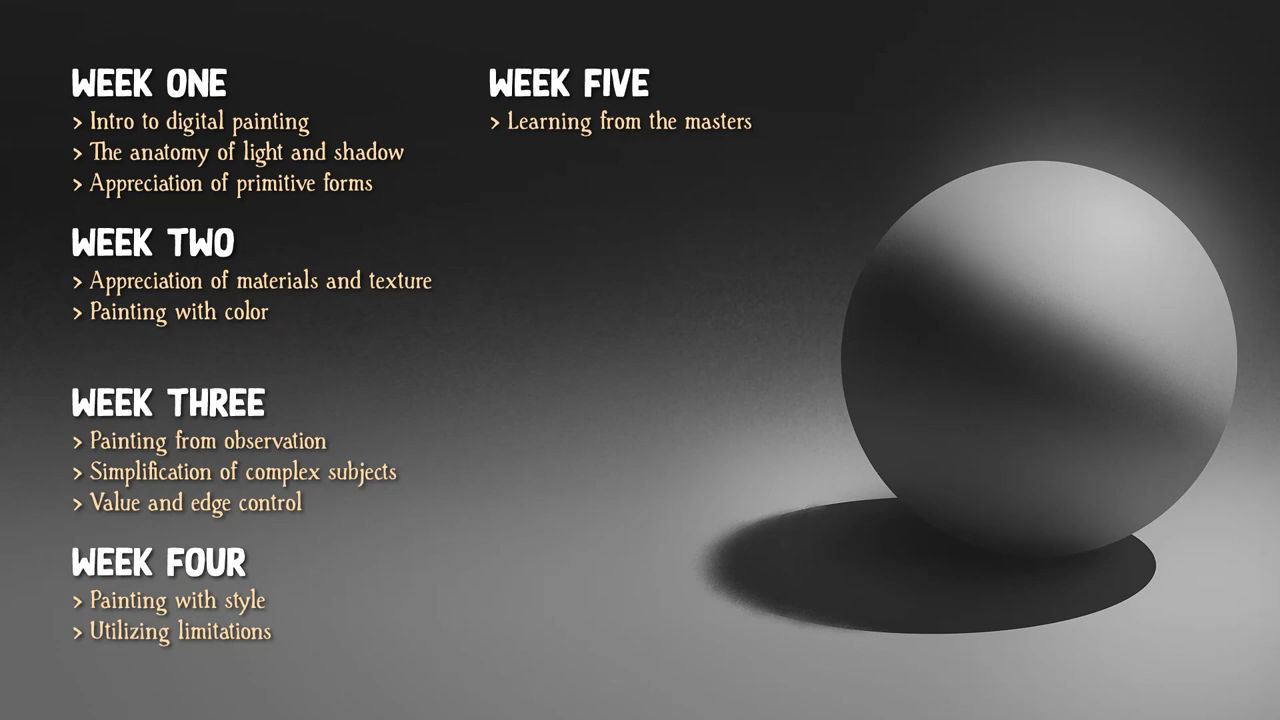 WEEK ONE
> Intro to digital painting
> The anatomy of light and shadow
> Appreciation of primitive forms
WEEK TWO
> Appreciation of materials and texture
> Painting with color
WEEK THREE
> Painting from observation
> Simplification of complex subjects
> Value and edge control
WEEK FOUR
> Painting with style
> Utilizing limitations
WEEK FIVE
> Learning from the masters